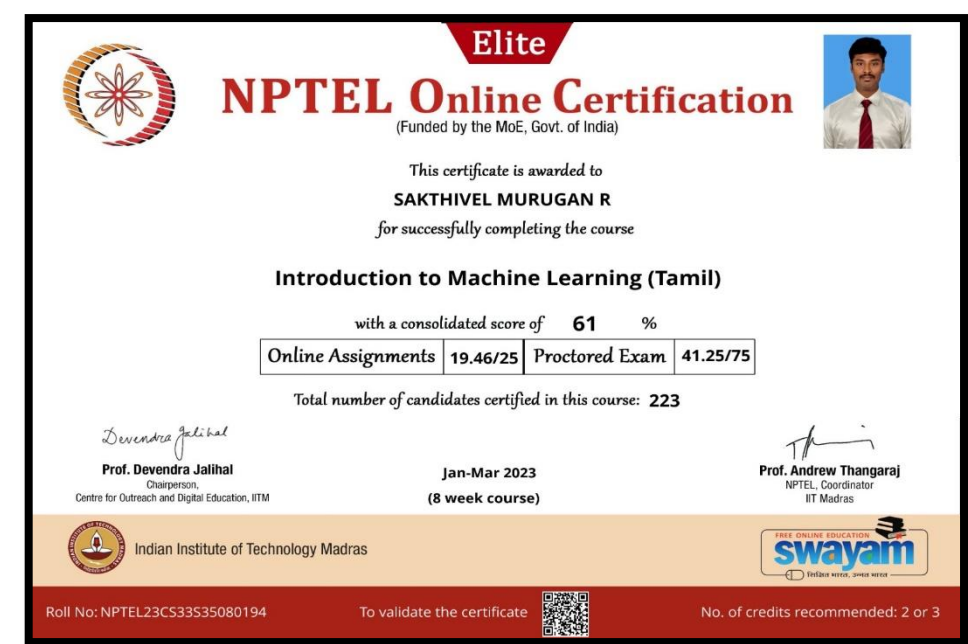 Elite
NPTEL Online Certification
(Funded by the MoE, Govt. of India)
This certificate is awarded to
SAKTHIVEL MURUGAN R
for successfully completing the course
Introduction to Machine Learning (Tamil)
with a consolidated score of 61 %
Online Assignments 19.46/25 Proctored Exam 41.25/75
Total number of candidates certified in this course: 223
Devendra Jalihal
Prof. Devendra Jalihal
Chairperson,
Centre for Outreach and Digital Education, IITM
Jan-Mar 2023
(8 week course)
Prof. Andrew Thangaraj
NPTEL, Coordinator
IIT Madras
Indian Institute of Technology Madras
FREE ONLINE EDUCATION
swayam
शिक्षित भारत, उन्नत भारत
Roll No: NPTEL23CS33S35080194 To validate the certificate No. of credits recommended: 2 or 3